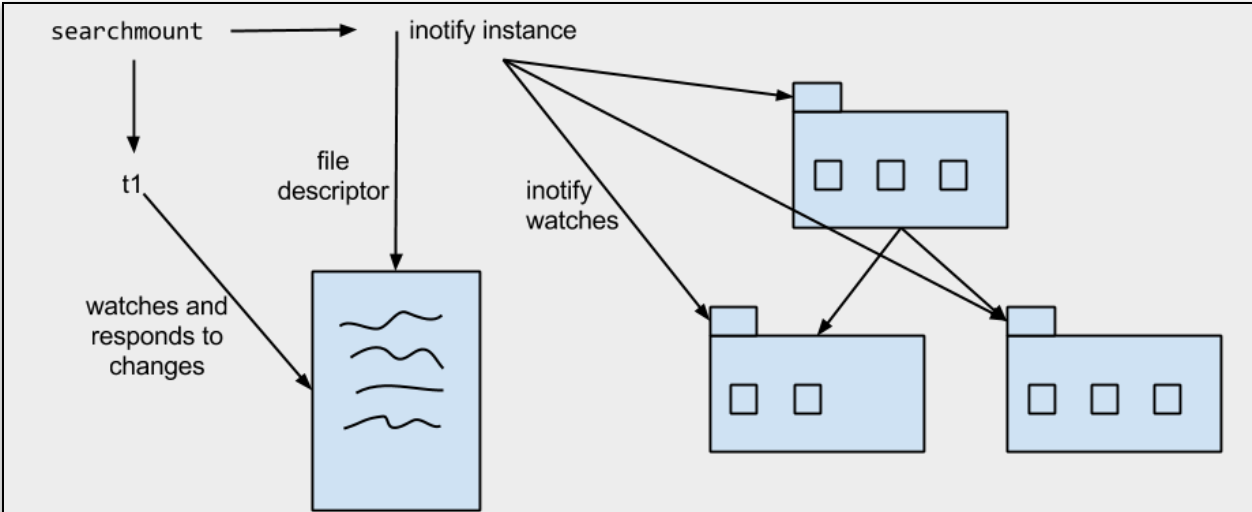 searchmount
inotify instance
file
descriptor
t1
inotify
watches
watches and
responds to
changes